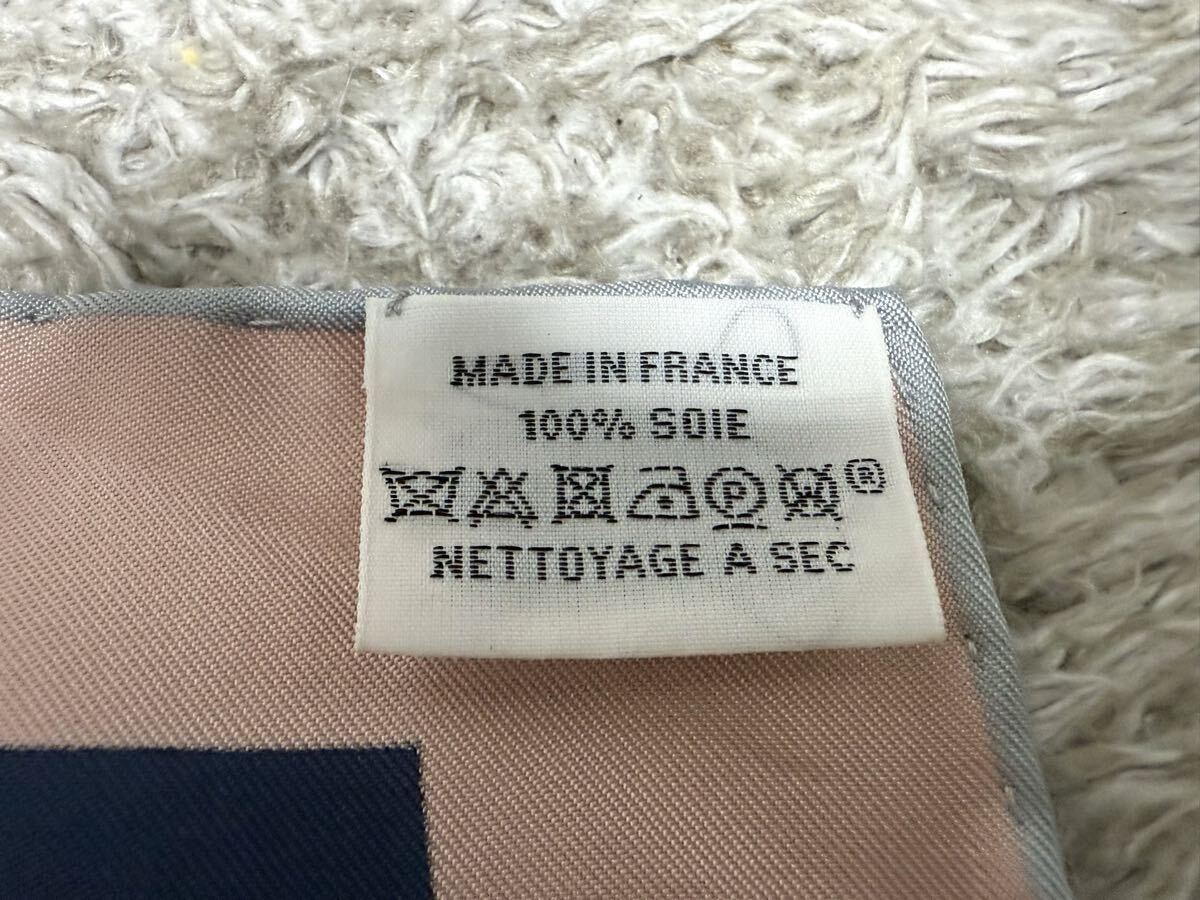 MADE IN FRANCE
100% SOIE
P W ®
NETTOYAGE A SEC